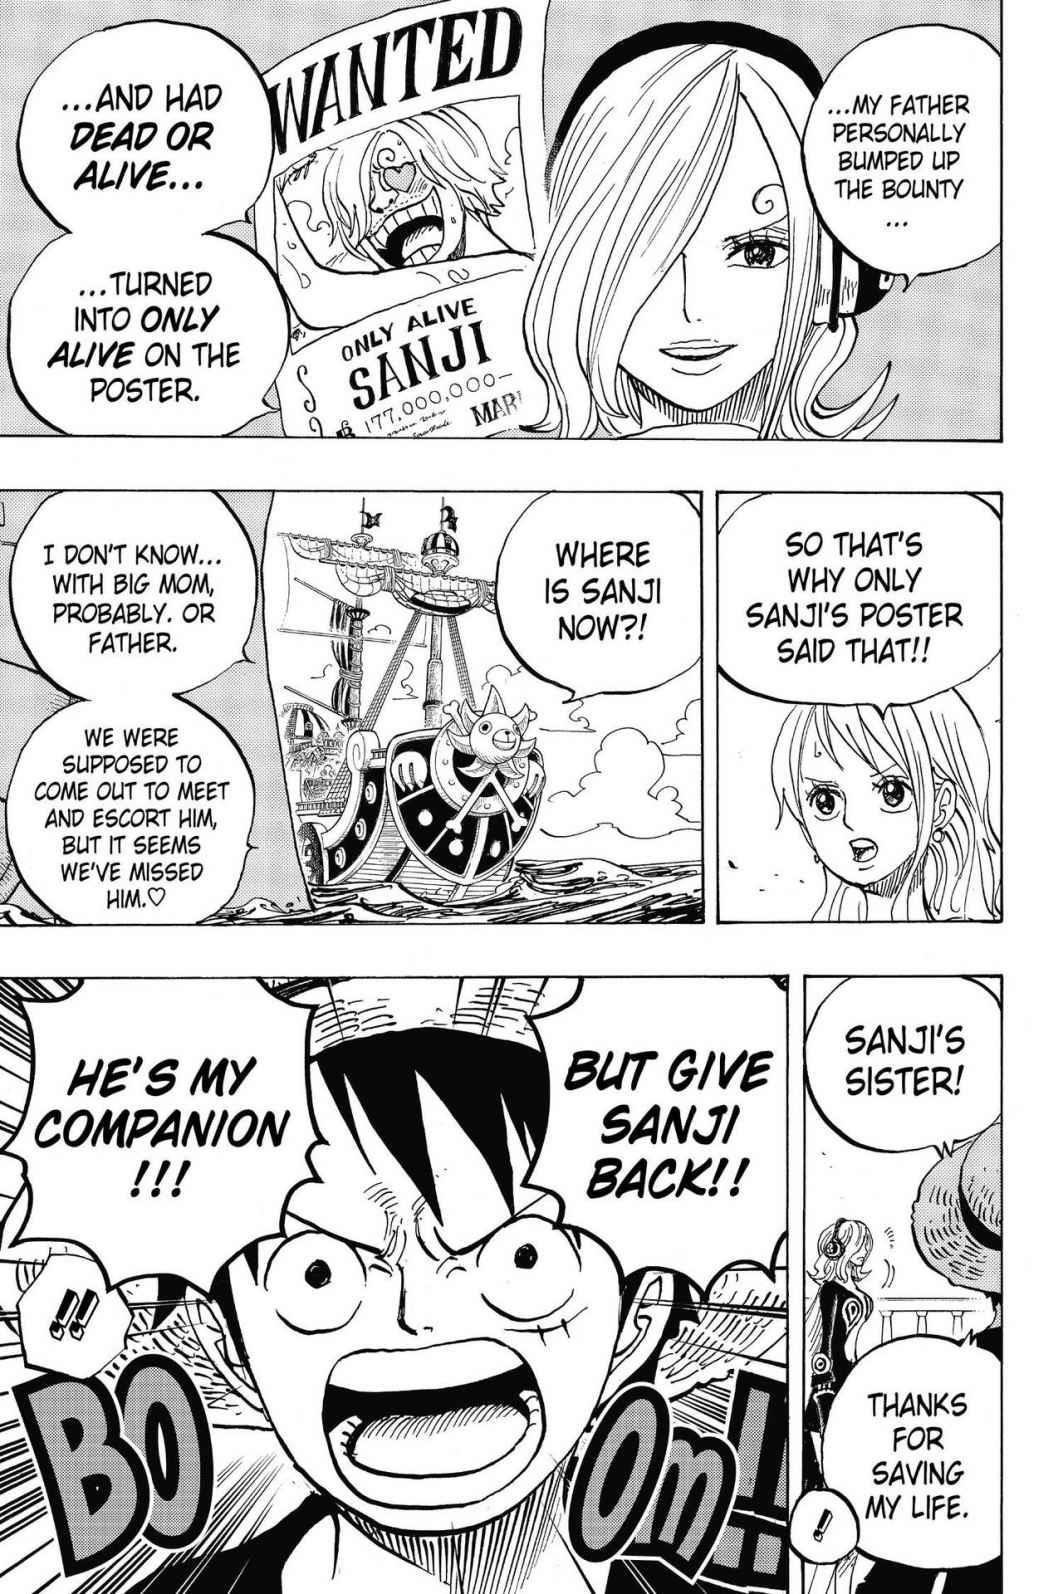 ...MY FATHER
PERSONALLY
BUMPED UP
THE BOUNTY
...
WANTED
ONLY ALIVE
SANJI
177,000,000-
...AND HAD
DEAD OR
ALIVE...
...TURNED
INTO ONLY
ALIVE ON THE
POSTER.
SO THAT'S
WHY ONLY
SANJI'S POSTER
SAID THAT!!
WHERE
IS SANJI
NOW?!
I DON'T KNOW...
WITH BIG MOM,
PROBABLY. OR
FATHER.
WE WERE
SUPPOSED TO
COME OUT TO MEET
AND ESCORT HIM,
BUT IT SEEMS
WE'VE MISSED
HIM.♡
SANJI'S
SISTER!
THANKS
FOR
SAVING
MY LIFE.
!
BUT GIVE
SANJI
BACK!!
HE'S MY
COMPANION
!!!
!!
BOOM!!